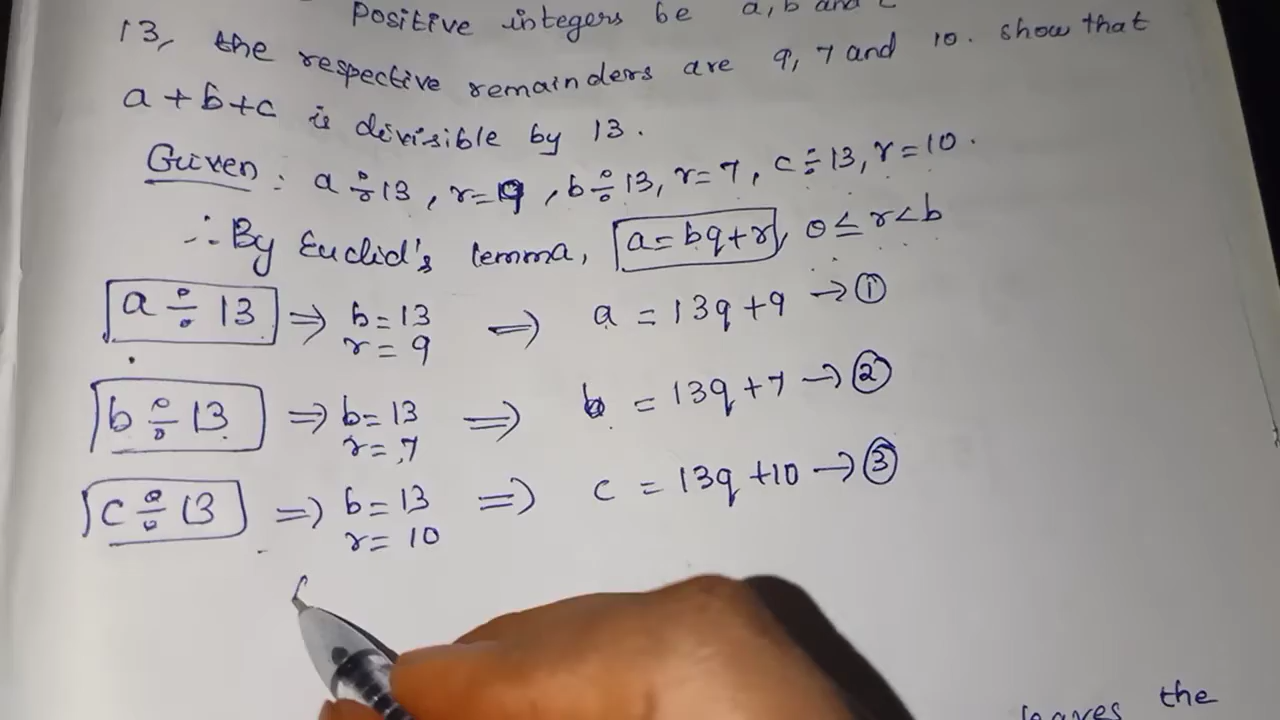 Positive integers be a, b and c
13, the respective remainders are 9, 7 and 10. show that
a+b+c is divisible by 13.
Given: a÷13, r=9, b÷13, r=7, c÷13, r=10.
∴ By Euclid's lemma, a=bq+r, 0≤r<b
a÷13 ⇒ b=13 ⇒ a = 13q+9 → ①
r=9
b÷13 ⇒ b=13 ⇒ b = 13q+7 → ②
r=7
c÷13 ⇒ b=13 ⇒ c = 13q+10 → ③
r=10
leaves the